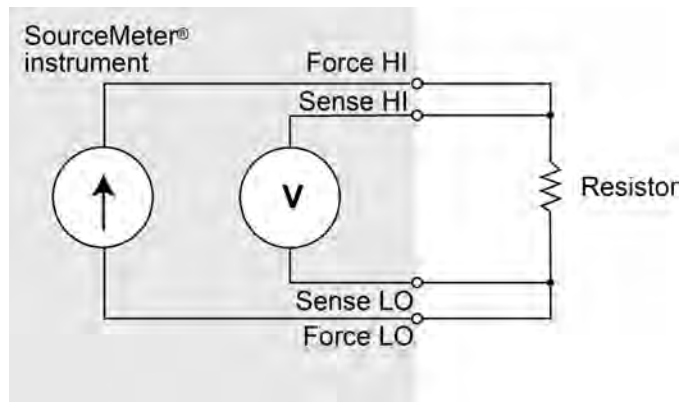 SourceMeter®
instrument
Force HI
Sense HI
V
Resistor
Sense LO
Force LO